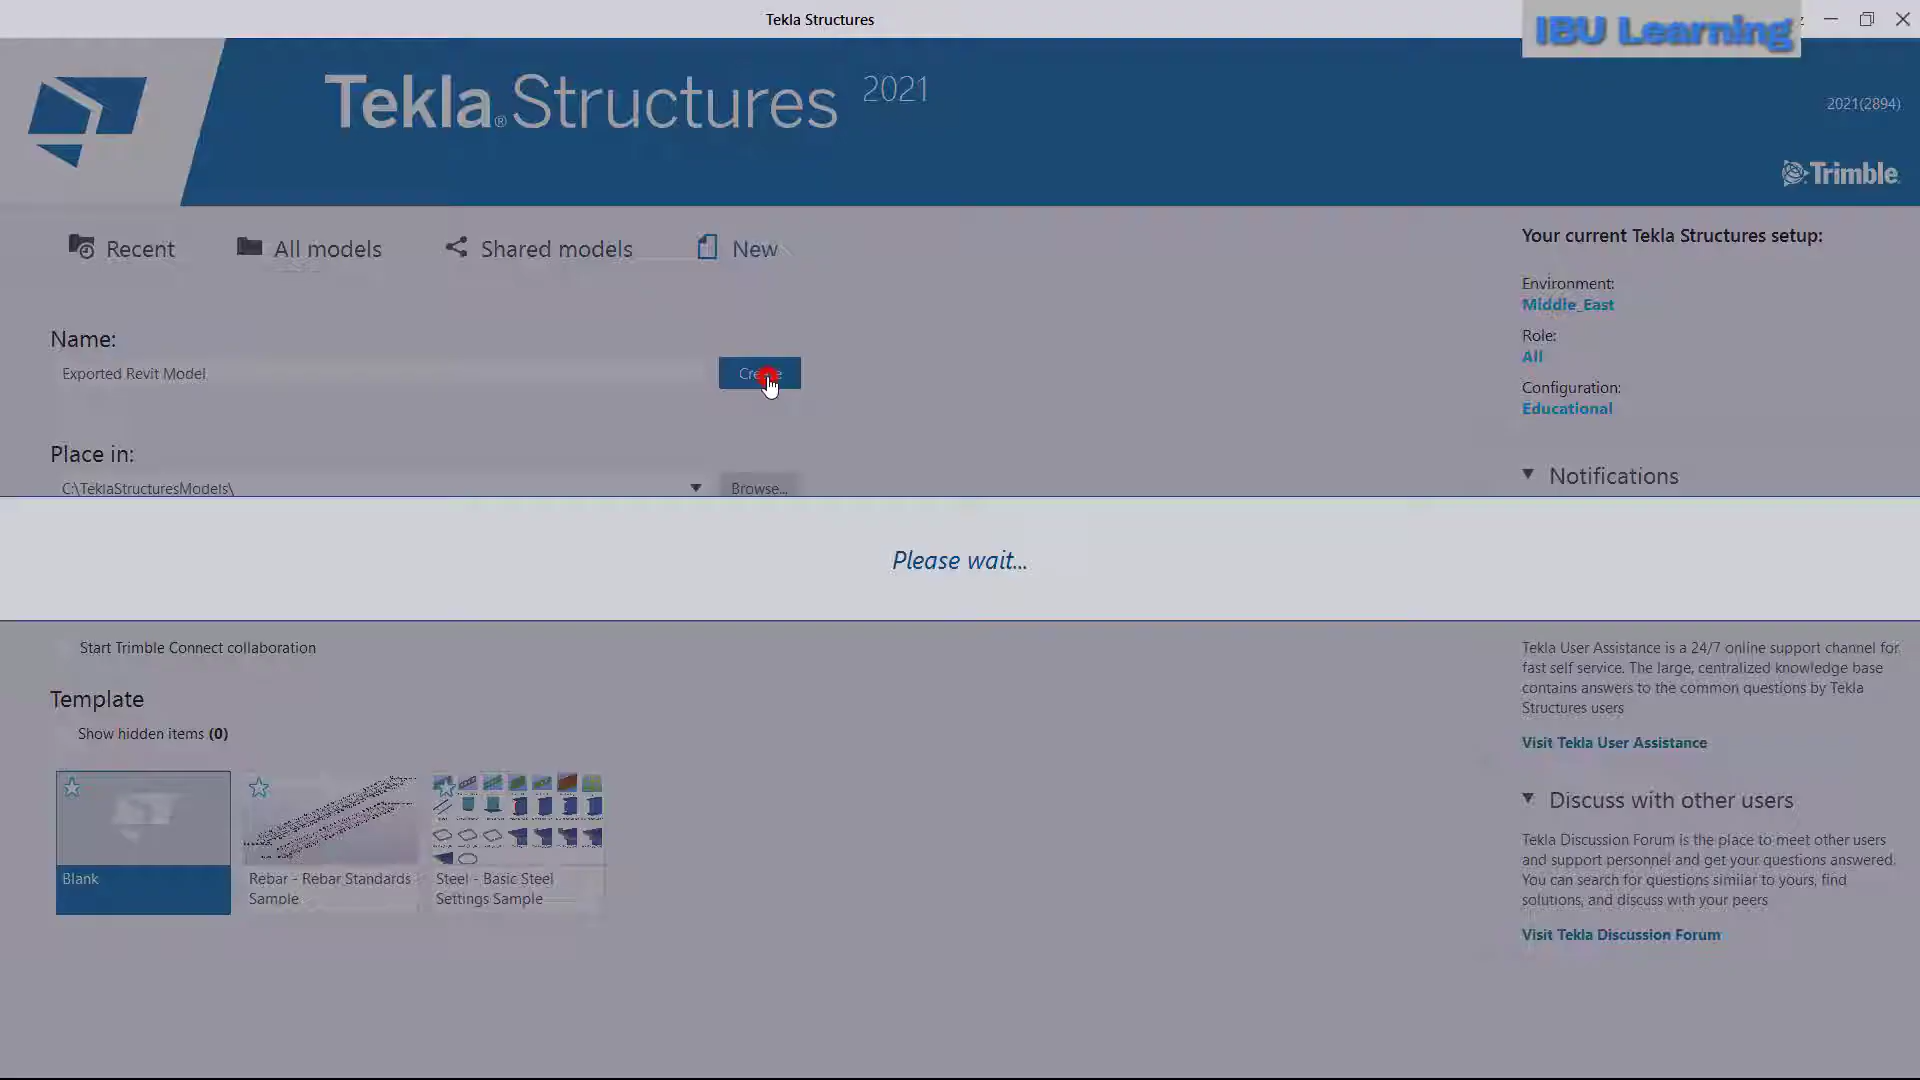 Tekla Structures
IBU Learning
Tekla® Structures 2021
2021(2894)
Trimble
Recent
All models
Shared models
New
Your current Tekla Structures setup:
Environment:
Middle_East
Role:
All
Configuration:
Educational
Name:
Exported Revit Model
Create
Place in:
C:\TeklaStructuresModels\
Browse...
Notifications
Please wait...
Start Trimble Connect collaboration
Template
Show hidden items (0)
Blank
Rebar - Rebar Standards
Sample
Steel - Basic Steel
Settings Sample
Tekla User Assistance is a 24/7 online support channel for
fast self service. The large, centralized knowledge base
contains answers to the common questions by Tekla
Structures users
Visit Tekla User Assistance
Discuss with other users
Tekla Discussion Forum is the place to meet other users
and support personnel and get your questions answered.
You can search for questions similar to yours, find
solutions, and discuss with your peers
Visit Tekla Discussion Forum